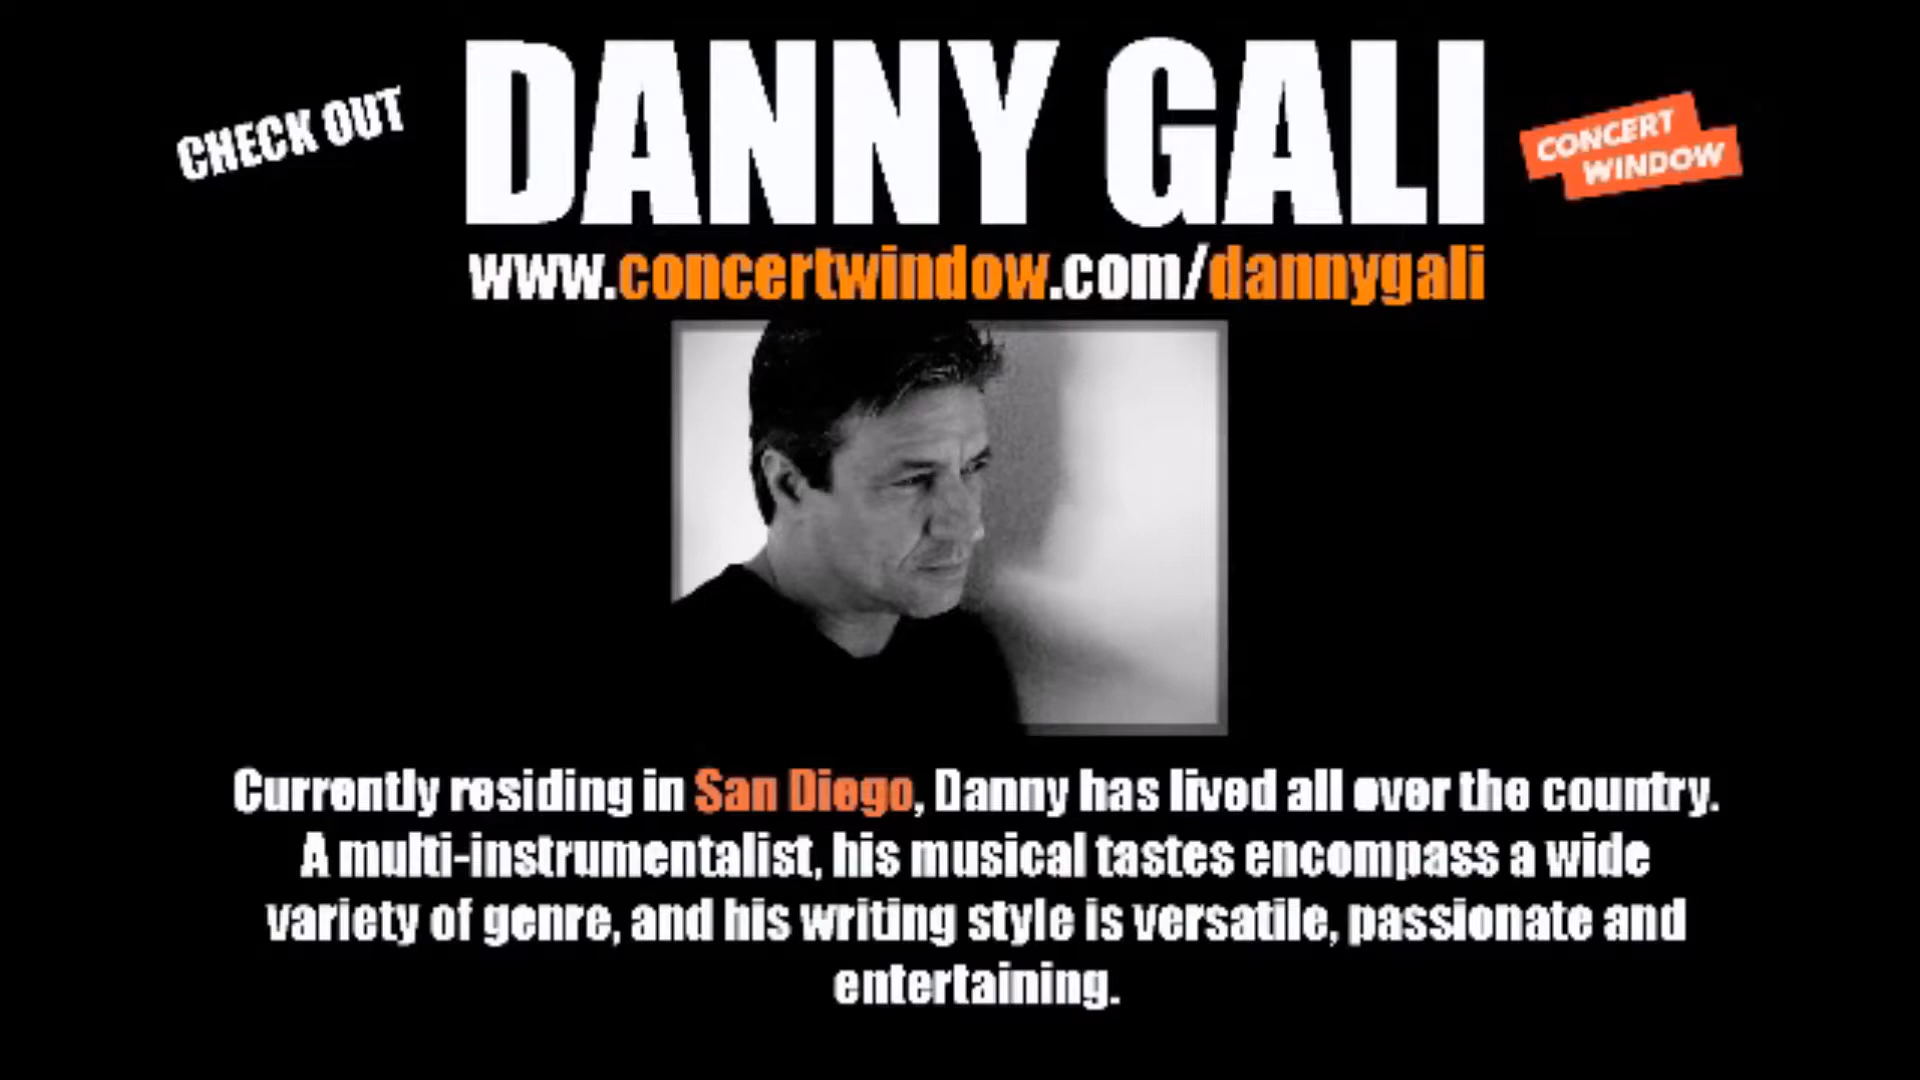 CHECK OUT
DANNY GALI
CONCERT
WINDOW
www.concertwindow.com/dannygali
Currently residing in San Diego, Danny has lived all over the country.
A multi-instrumentalist, his musical tastes encompass a wide
variety of genre, and his writing style is versatile, passionate and
entertaining.